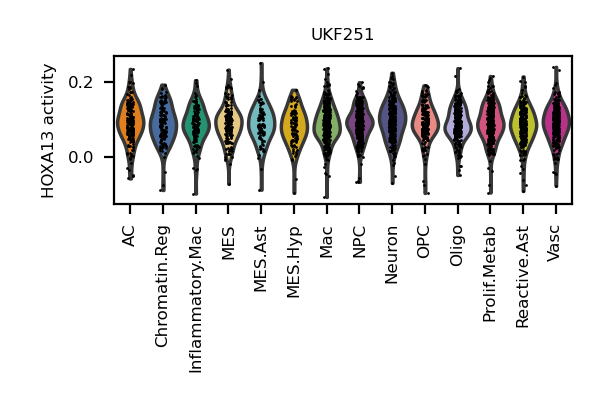 UKF251
HOXA13 activity
0.2
0.0
AC
Chromatin.Reg
Inflammatory.Mac
MES
MES.Ast
MES.Hyp
Mac
NPC
Neuron
OPC
Oligo
Prolif.Metab
Reactive.Ast
Vasc